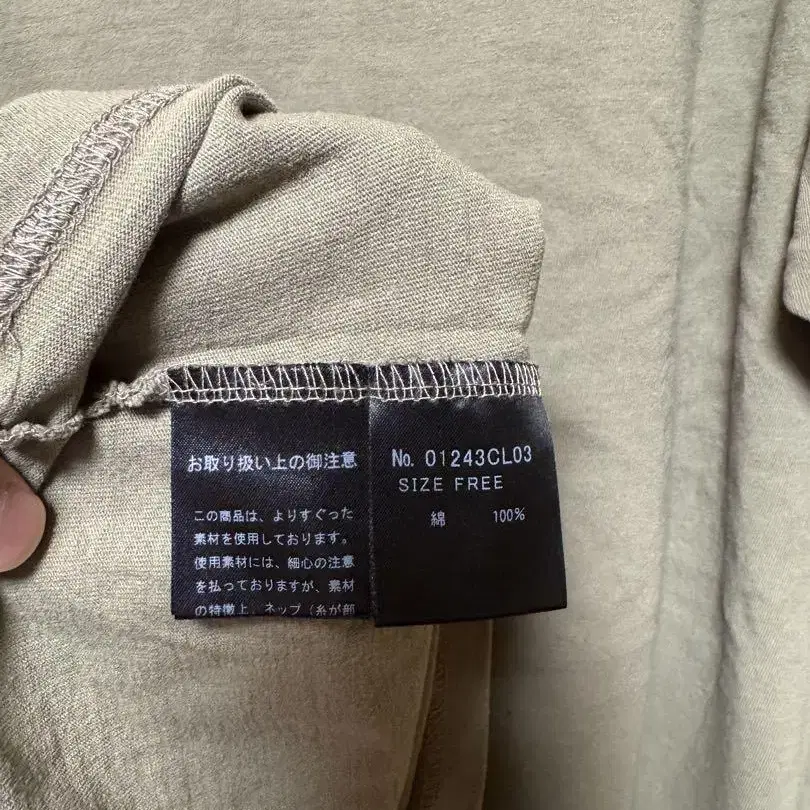 お取り扱い上の御注意
この商品は、よりすぐった
素材を使用しております。
使用素材には、細心の注意
を払っておりますが、素材
の特徴上、ネップ（糸が部
No. 01243CL03
SIZE FREE
綿 100%